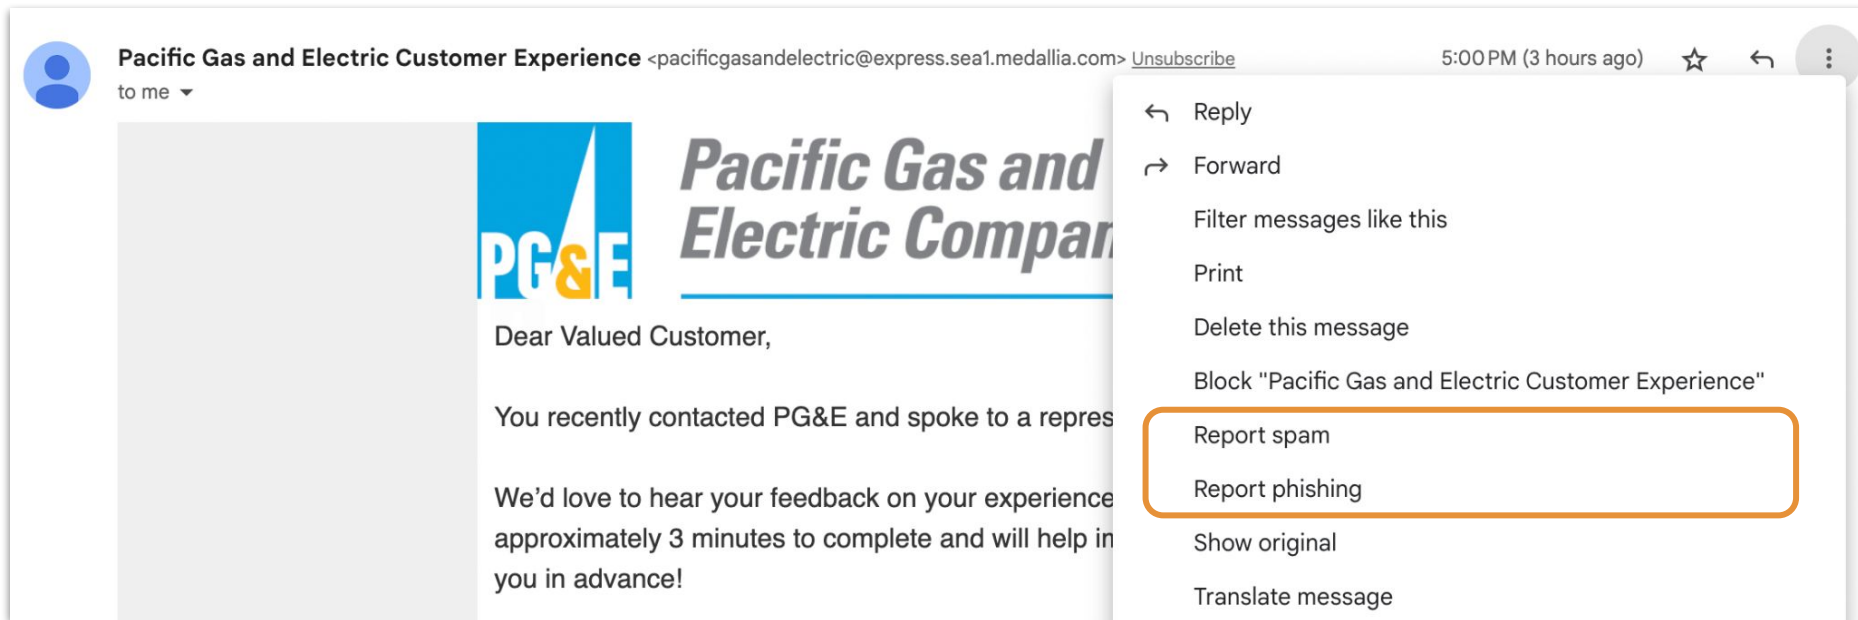 Pacific Gas and Electric Customer Experience <pacificgasandelectric@express.sea1.medallia.com> Unsubscribe 5:00 PM (3 hours ago)
to me
PG&E
Pacific Gas and
Electric
Dear Valued Customer,
You recently contacted PG&E and spoke to a
We'd love to hear your feedback on your experience
approximately 3 minutes to complete and will help
you in advance!
Reply
Forward
Filter messages like this
Print
Delete this message
Block "Pacific Gas and Electric Customer Experience"
Report spam
Report phishing
Show original
Translate message